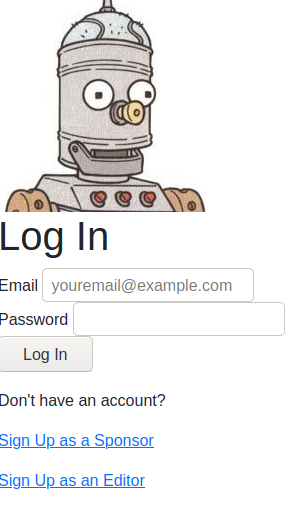 Log In
Email youremail@example.com
Password
Log In
Don't have an account?
Sign Up as a Sponsor
Sign Up as an Editor